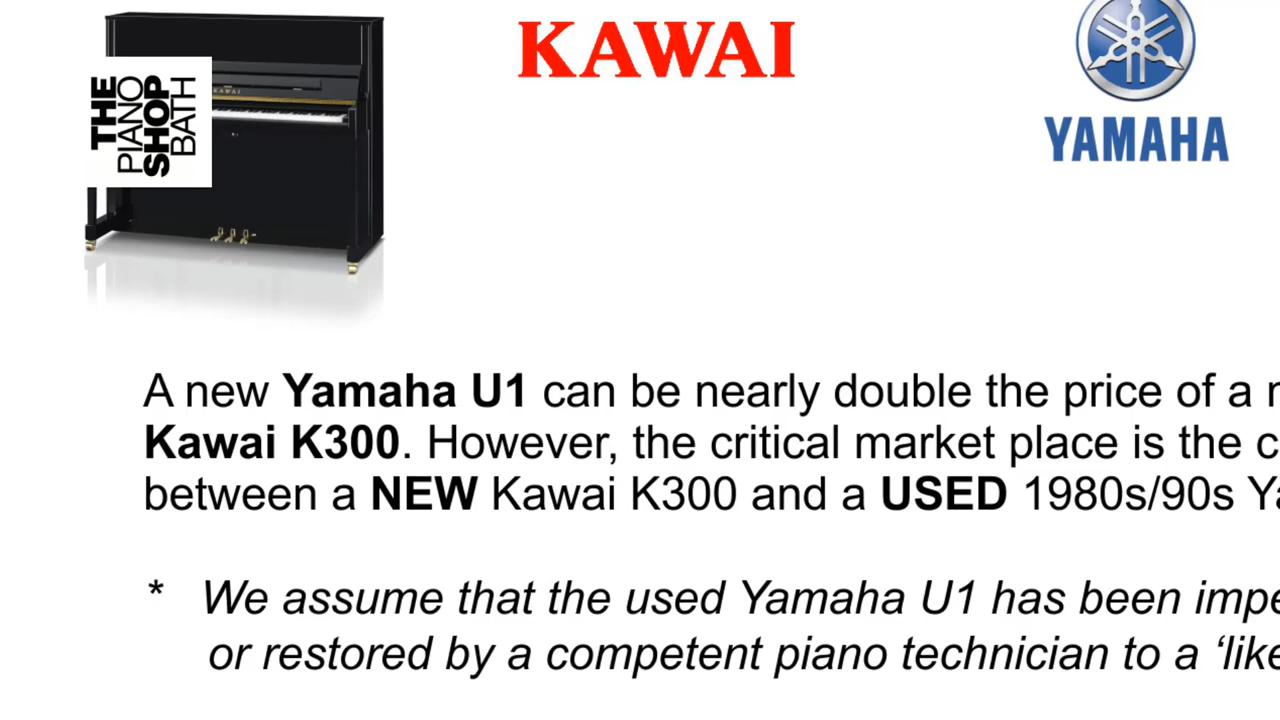 THE
PIANO
SHOP
BATH
KAWAI
KAWAI
YAMAHA
A new Yamaha U1 can be nearly double the price of a
Kawai K300. However, the critical market place is the
between a NEW Kawai K300 and a USED 1980s/90s
* We assume that the used Yamaha U1 has been
or restored by a competent piano technician to a ‘like